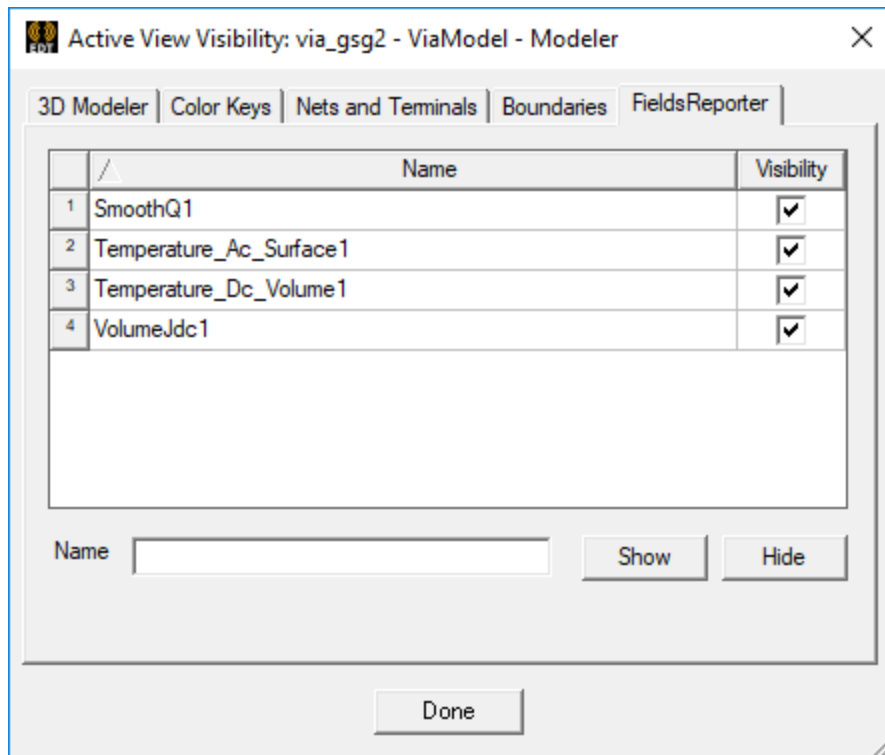 EDT
Active View Visibility: via_gsg2 - ViaModel - Modeler
3D Modeler Color Keys Nets and Terminals Boundaries FieldsReporter
Name Visibility
1 SmoothQ1
2 Temperature_Ac_Surface1
3 Temperature_Dc_Volume1
4 VolumeJdc1
Name Show Hide
Done